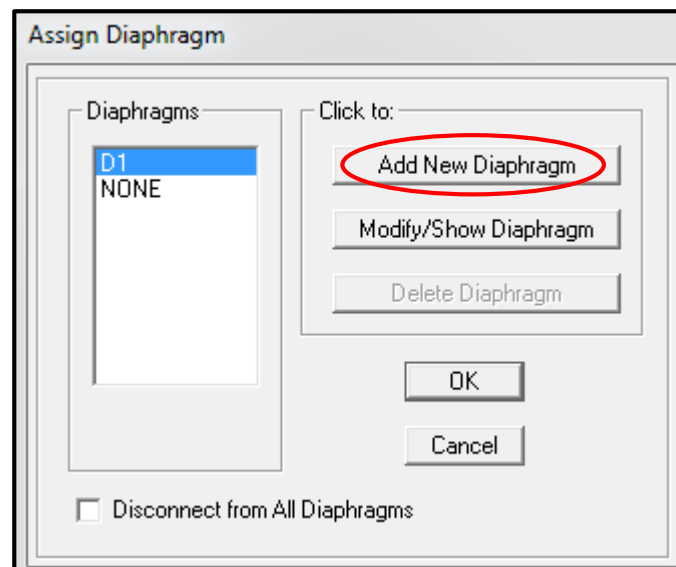 Assign Diaphragm
Diaphragms
D1
NONE
Click to:
Add New Diaphragm
Modify/Show Diaphragm
Delete Diaphragm
OK
Cancel
Disconnect from All Diaphragms